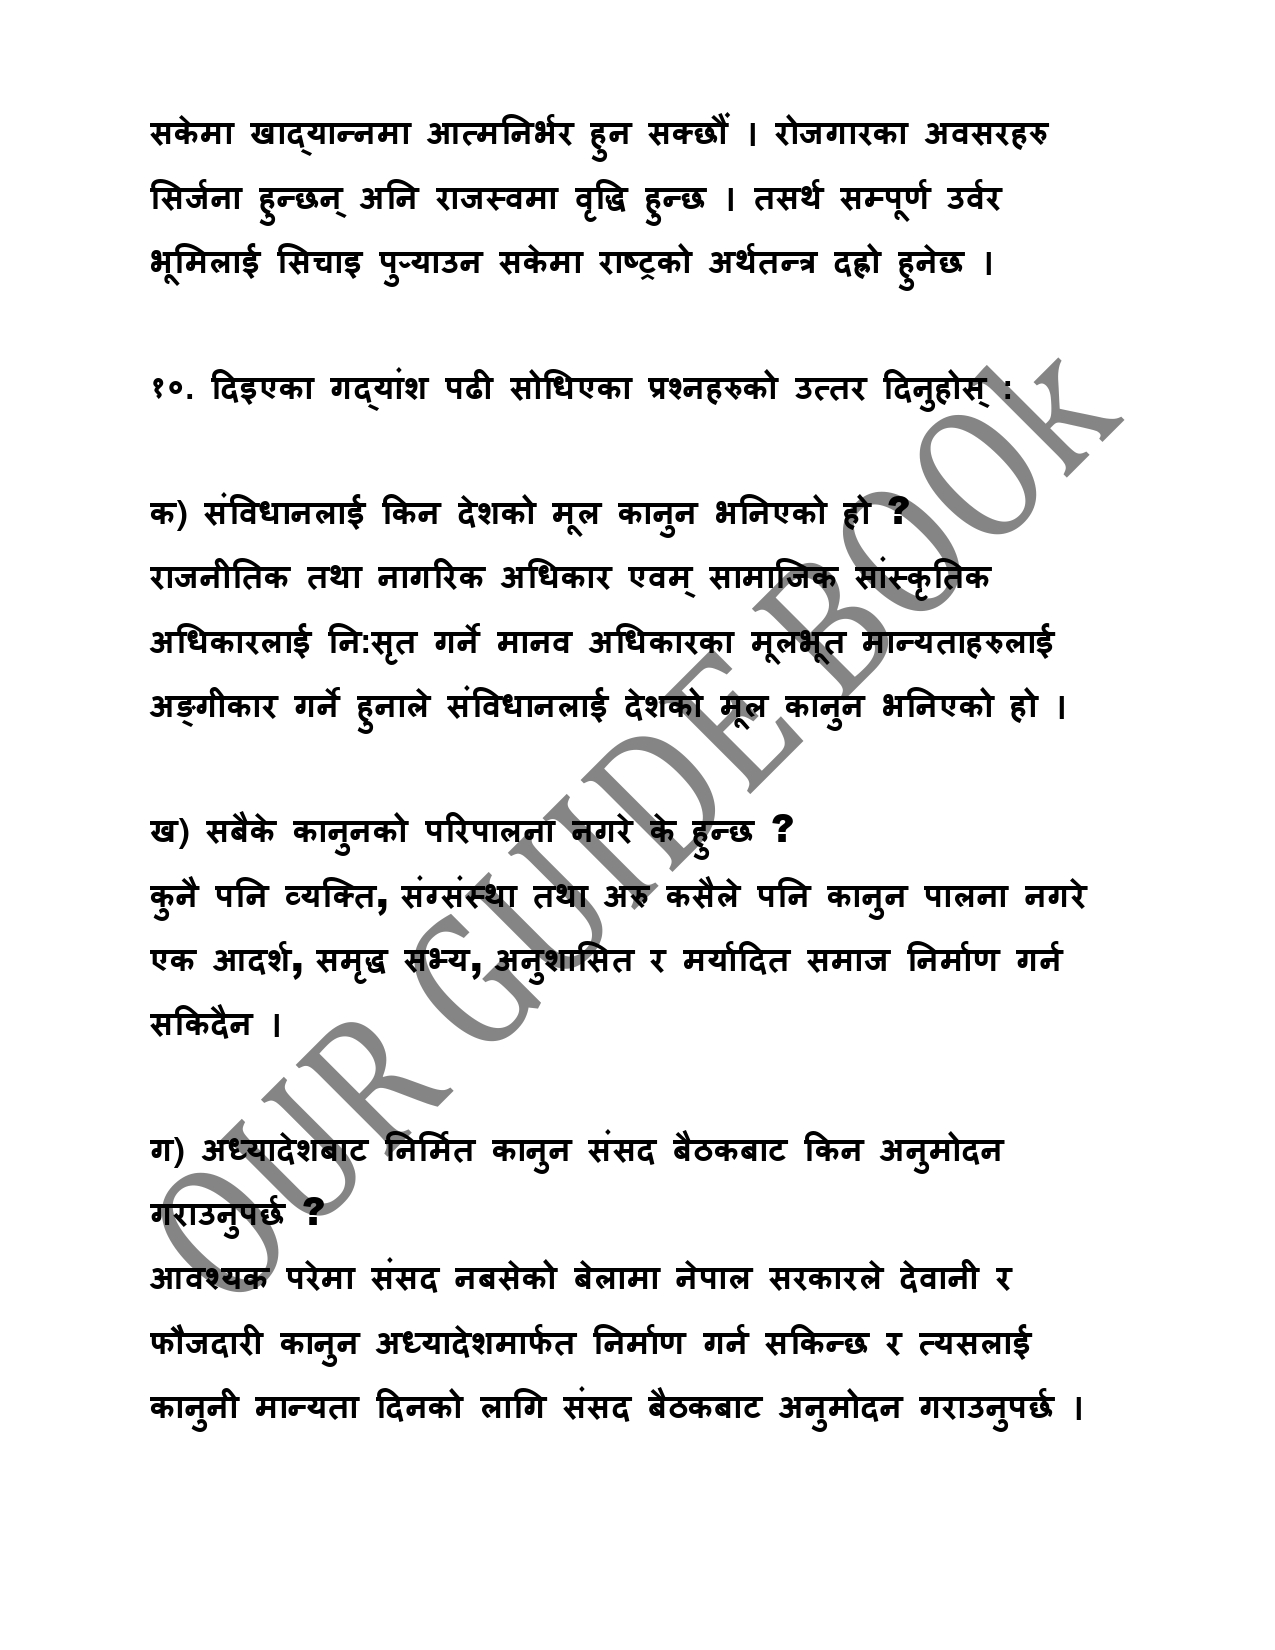 सकेमा खाद्‌यान्नमा आत्मनिर्भर हुन सक्छौं । रोजगारका अवसरहरु
सिर्जना हुन्छन् अनि राजस्वमा वृद्धि हुन्छ । तसर्थ सम्पूर्ण उर्वर
भूमिलाई सिचाइ पुऱ्याउन सकेमा राष्ट्रको अर्थतन्त्र दह्रो हुनेछ ।
१०. दिइएका गद्‌यांश पढी सोधिएका प्रश्नहरुको उत्तर दिनुहोस् :
क) संविधानलाई किन देशको मूल कानुन भनिएको हो ?
राजनीतिक तथा नागरिक अधिकार एवम् सामाजिक सांस्कृतिक
अधिकारलाई नि:सृत गर्ने मानव अधिकारका मूलभूत मान्यताहरुलाई
अङ्गीकार गर्ने हुनाले संविधानलाई देशको मूल कानुन भनिएको हो ।
ख) सबैके कानुनको परिपालना नगरे के हुन्छ ?
कुनै पनि व्यक्ति, संग्संस्था तथा अरु कसैले पनि कानुन पालना नगरे
एक आदर्श, समृद्ध सभ्य, अनुशासित र मर्यादित समाज निर्माण गर्न
सकिदैन ।
ग) अध्यादेशबाट निर्मित कानुन संसद बैठकबाट किन अनुमोदन
गराउनुपर्छ ?
आवश्यक परेमा संसद नबसेको बेलामा नेपाल सरकारले देवानी र
फौजदारी कानुन अध्यादेशमार्फत निर्माण गर्न सकिन्छ र त्यसलाई
कानुनी मान्यता दिनको लागि संसद बैठकबाट अनुमोदन गराउनुपर्छ ।
OUR GUIDE BOOk